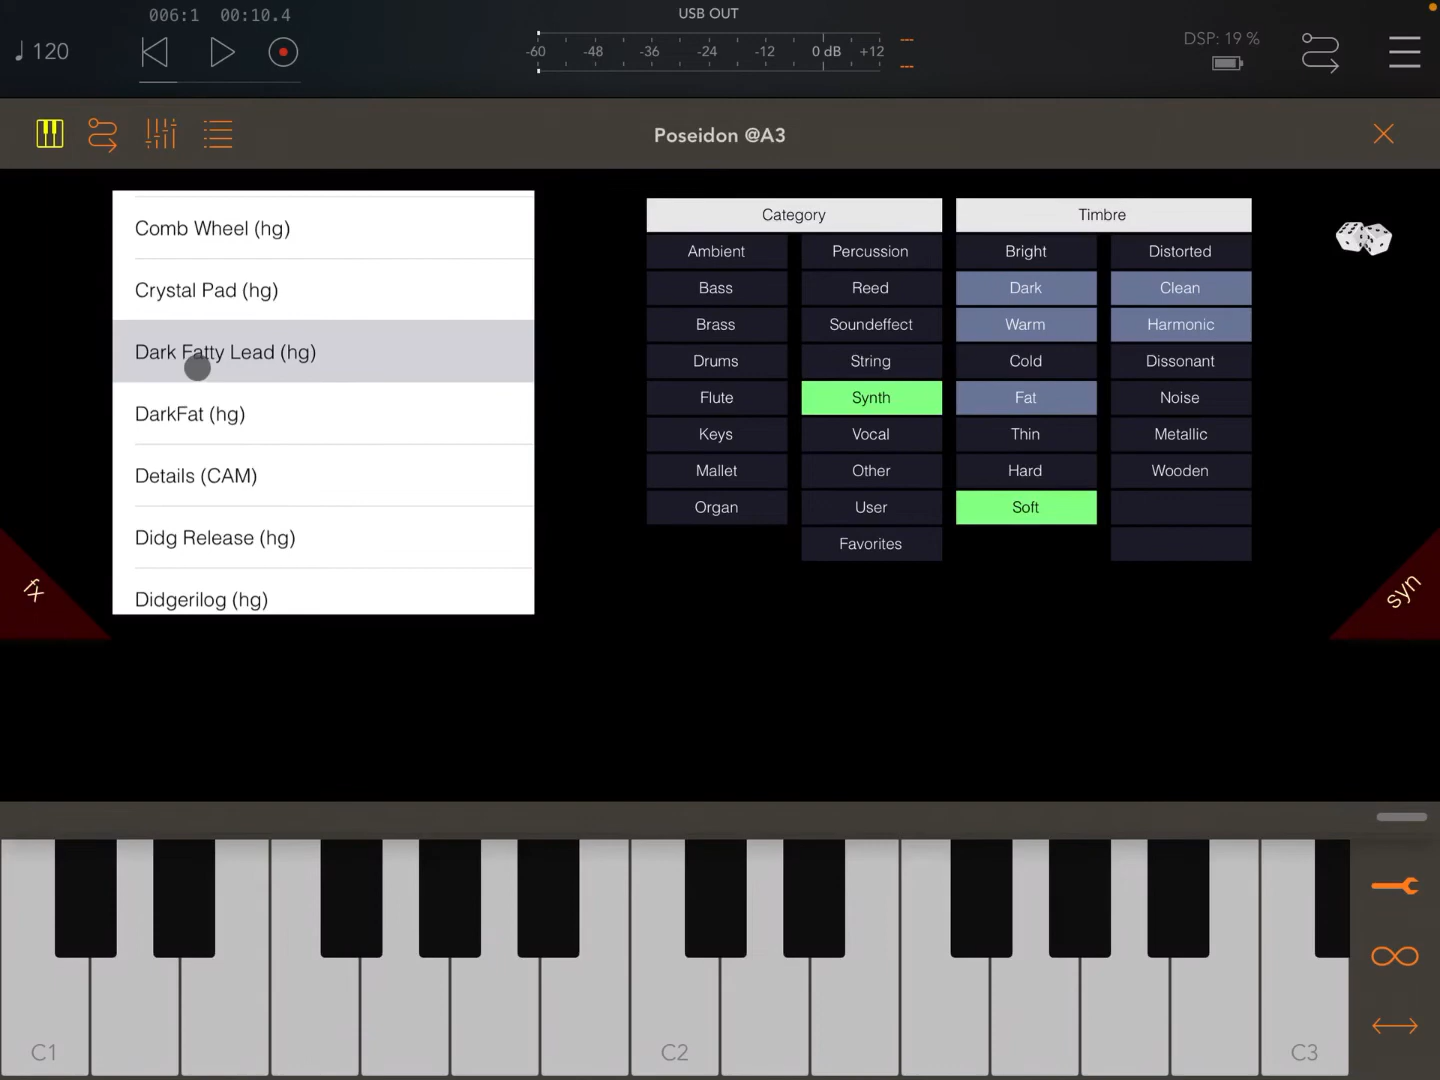 006:1 00:10.4
USB OUT
♩ 120
-60 -48 -36 -24 -12 0 dB +12
DSP: 19 %
Poseidon @A3
Comb Wheel (hg)
Crystal Pad (hg)
Dark Fatty Lead (hg)
DarkFat (hg)
Details (CAM)
Didg Release (hg)
Didgerilog (hg)
Category
Ambient Percussion
Bass Reed
Brass Soundeffect
Drums String
Flute Synth
Keys Vocal
Mallet Other
Organ User
Favorites
Timbre
Bright Distorted
Dark Clean
Warm Harmonic
Cold Dissonant
Fat Noise
Thin Metallic
Hard Wooden
Soft
fx
syn
C1 C2 C3